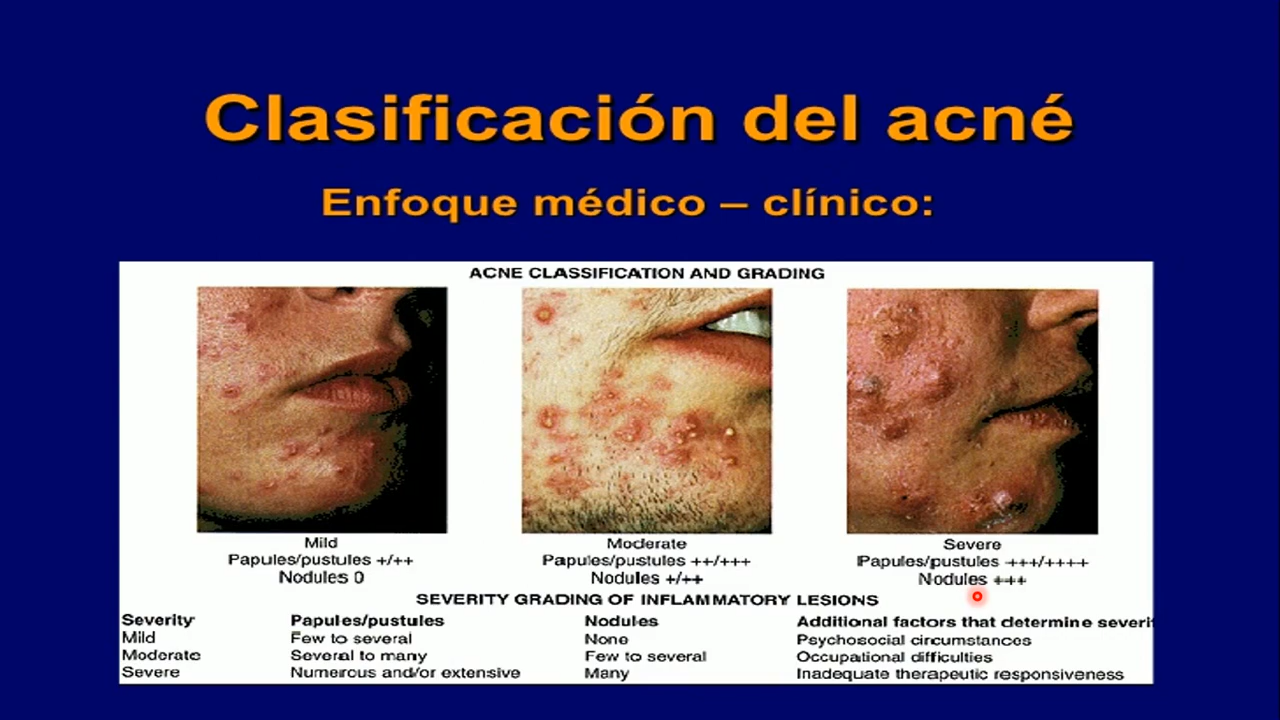 Clasificación del acné
Enfoque médico – clínico:
ACNE CLASSIFICATION AND GRADING
Mild Moderate Severe
Papules/pustules +/++ Papules/pustules ++/+++ Papules/pustules +++/++++
Nodules 0 Nodules +/++ Nodules +++
SEVERITY GRADING OF INFLAMMATORY LESIONS
Severity Papules/pustules Nodules Additional factors that determine severit
Mild Few to several None Psychosocial circumstances
Moderate Several to many Few to several Occupational difficulties
Severe Numerous and/or extensive Many Inadequate therapeutic responsiveness